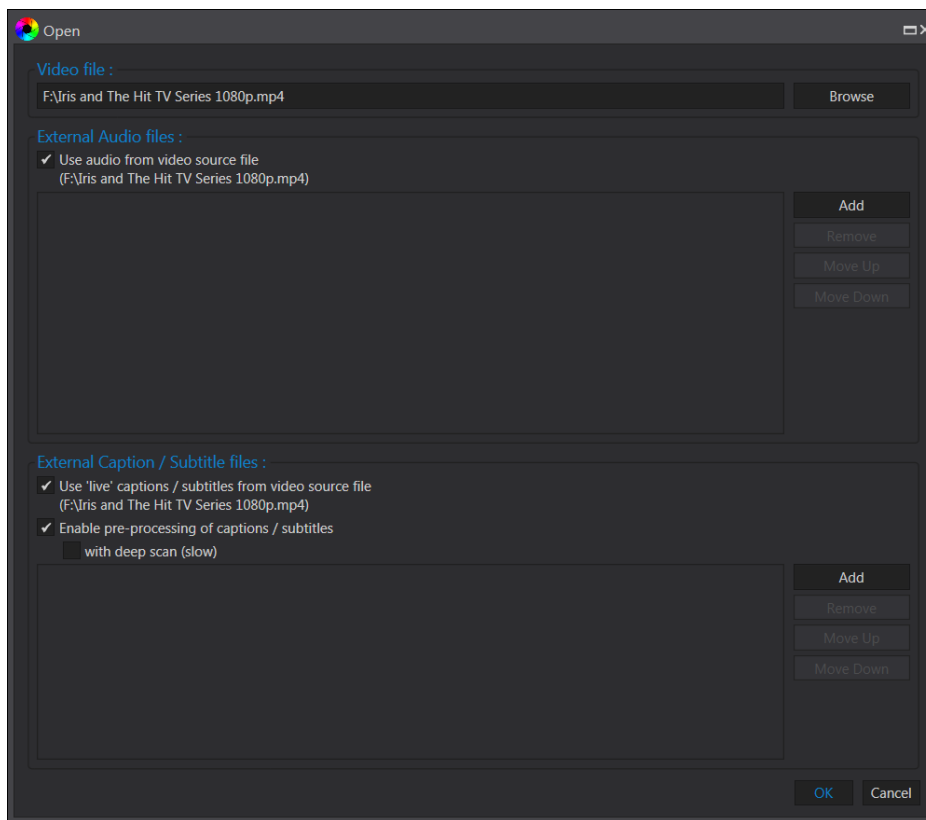 Open
Video file :
F:\Iris and The Hit TV Series 1080p.mp4
Browse
External Audio files :
Use audio from video source file
(F:\Iris and The Hit TV Series 1080p.mp4)
Add
Remove
Move Up
Move Down
External Caption / Subtitle files :
Use 'live' captions / subtitles from video source file
(F:\Iris and The Hit TV Series 1080p.mp4)
Enable pre-processing of captions / subtitles
with deep scan (slow)
Add
Remove
Move Up
Move Down
OK
Cancel